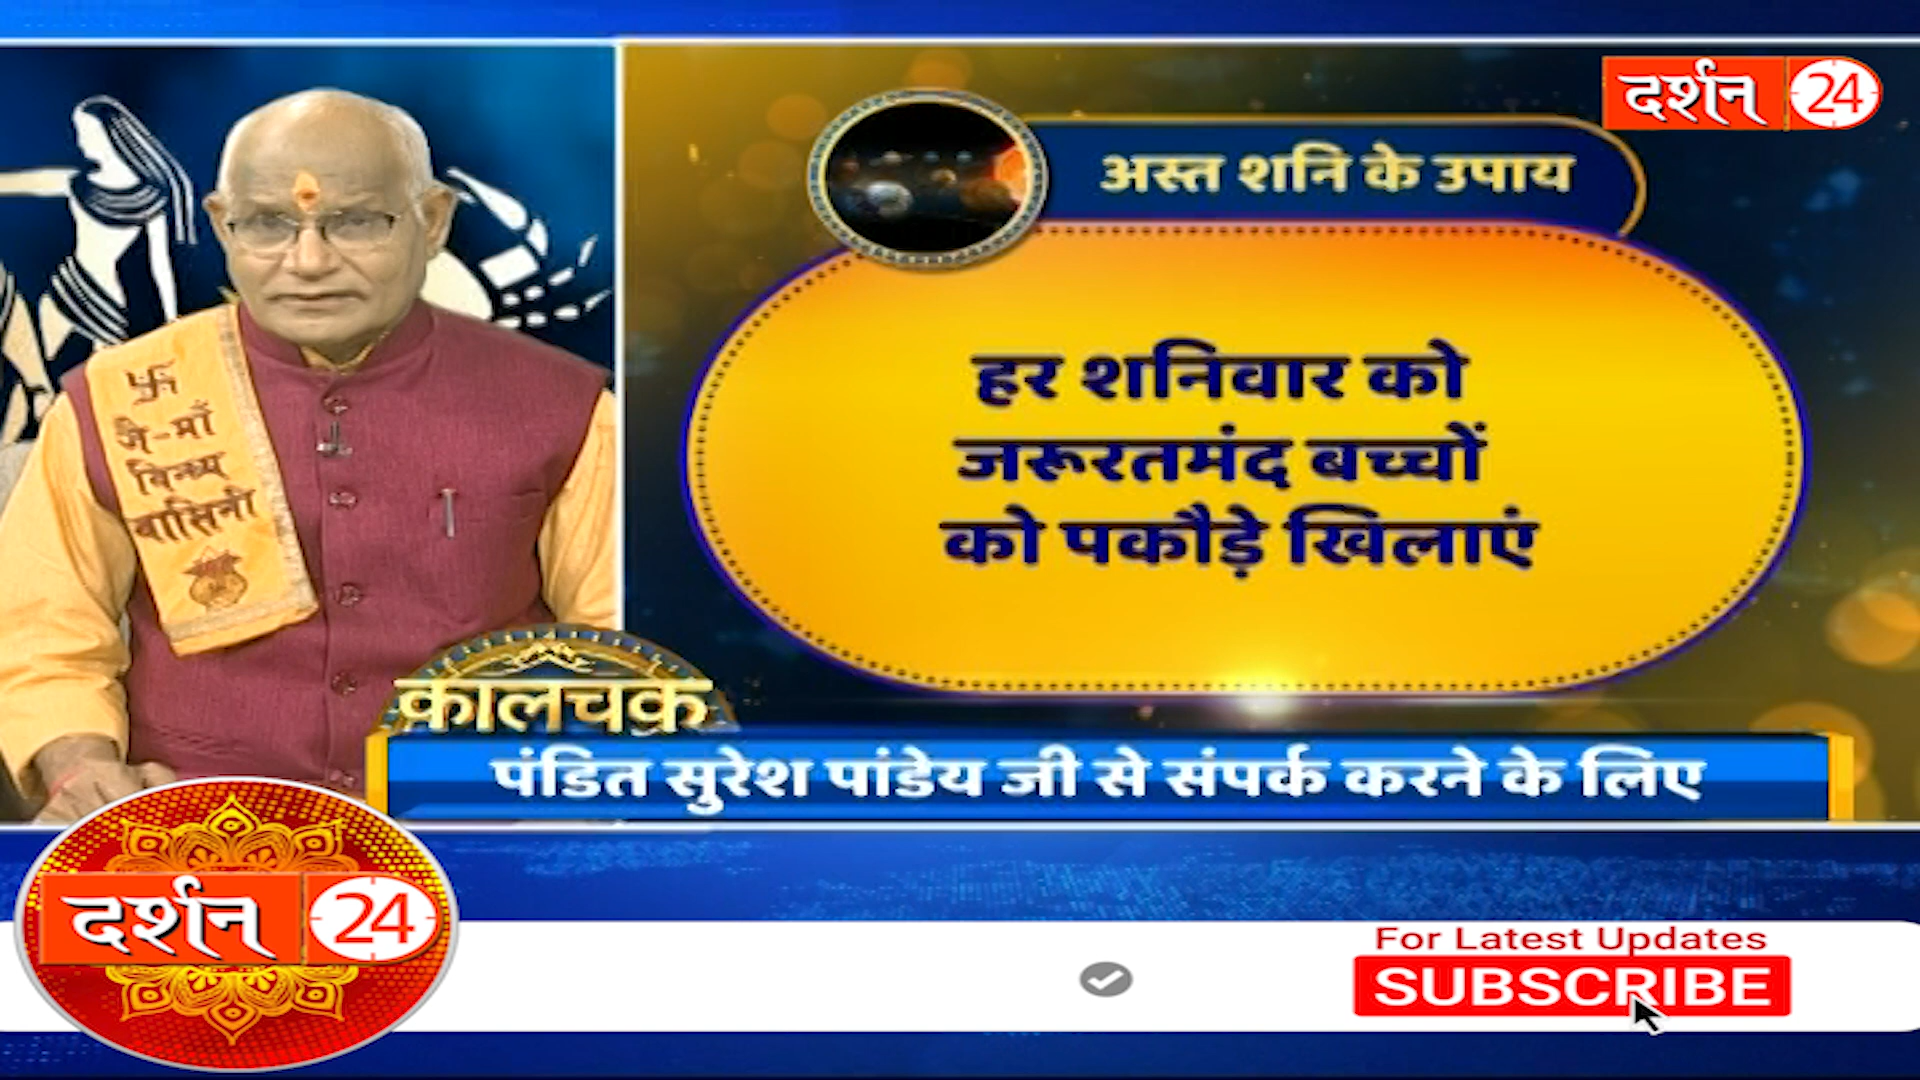 दर्शन 24
अस्त शनि के उपाय
हर शनिवार को
जरूरतमंद बच्चों
को पकौड़े खिलाएं
जै-माँ
विन्ध्य
वासिनी
कालचक्र
पंडित सुरेश पांडेय जी से संपर्क करने के लिए
दर्शन 24
For Latest Updates
SUBSCRIBE